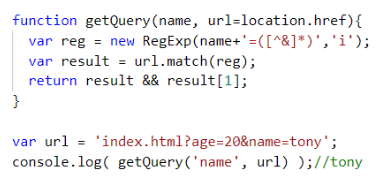 function getQuery(name, url=location.href){
  var reg = new RegExp(name+'=([^&]*)','i');
  var result = url.match(reg);
  return result && result[1];
}

var url = 'index.html?age=20&name=tony';
console.log( getQuery('name', url) );//tony